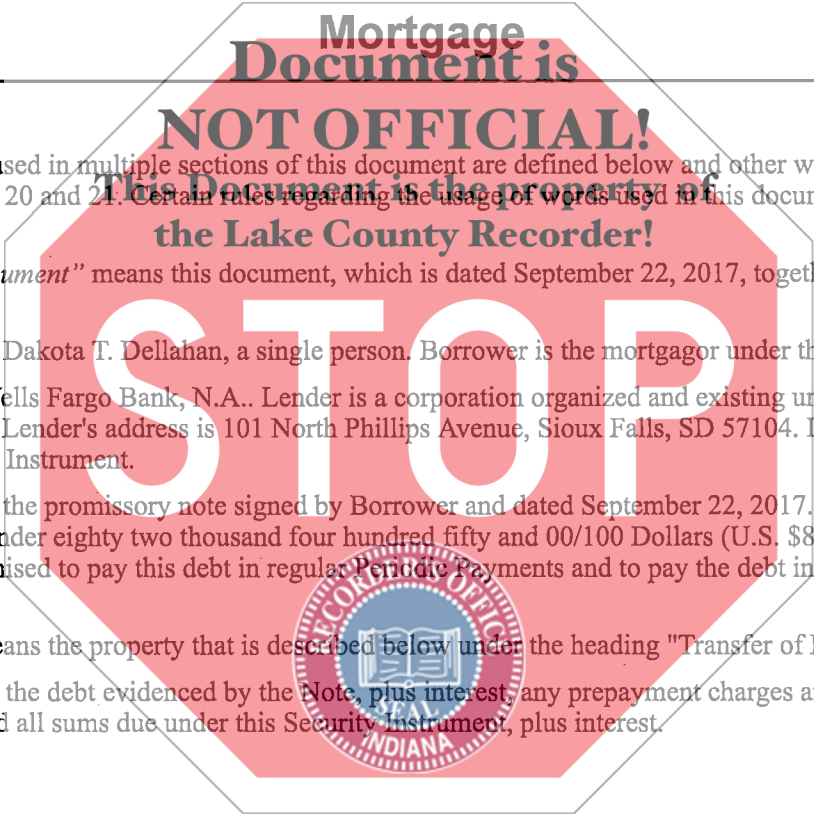 Mortgage
Document is
NOT OFFICIAL!
used in multiple sections of this document are defined below and other w
20 and 21. Certain rules regarding the usage of words used in this docum
This Document is the property of
the Lake County Recorder!
ument” means this document, which is dated September 22, 2017, togeth
Dakota T. Dellahan, a single person. Borrower is the mortgagor under th
ells Fargo Bank, N.A.. Lender is a corporation organized and existing un
Lender's address is 101 North Phillips Avenue, Sioux Falls, SD 57104. L
Instrument.
STOP
the promissory note signed by Borrower and dated September 22, 2017.
nder eighty two thousand four hundred fifty and 00/100 Dollars (U.S. $8
ised to pay this debt in regular Periodic Payments and to pay the debt in
RECORDER'S OFFICE
eans the property that is described below under the heading "Transfer of
the debt evidenced by the Note, plus interest, any prepayment charges a
SEAL
d all sums due under this Security Instrument, plus interest.
INDIANA